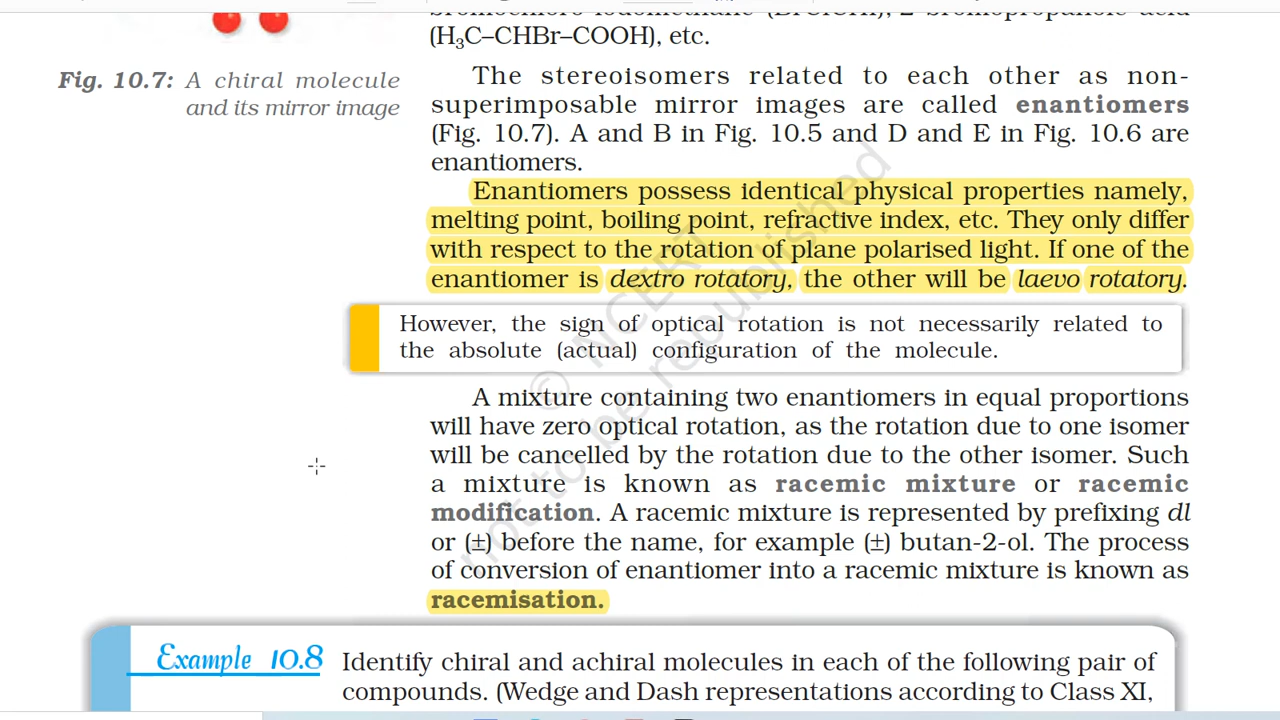 (H₃C–CHBr–COOH), etc.
Fig. 10.7: A chiral molecule
and its mirror image
The stereoisomers related to each other as non-
superimposable mirror images are called enantiomers
(Fig. 10.7). A and B in Fig. 10.5 and D and E in Fig. 10.6 are
enantiomers.
Enantiomers possess identical physical properties namely,
melting point, boiling point, refractive index, etc. They only differ
with respect to the rotation of plane polarised light. If one of the
enantiomer is dextro rotatory, the other will be laevo rotatory.
However, the sign of optical rotation is not necessarily related to
the absolute (actual) configuration of the molecule.
A mixture containing two enantiomers in equal proportions
will have zero optical rotation, as the rotation due to one isomer
will be cancelled by the rotation due to the other isomer. Such
a mixture is known as racemic mixture or racemic
modification. A racemic mixture is represented by prefixing dl
or (±) before the name, for example (±) butan-2-ol. The process
of conversion of enantiomer into a racemic mixture is known as
racemisation.
Example 10.8
Identify chiral and achiral molecules in each of the following pair of
compounds. (Wedge and Dash representations according to Class XI,
© NCERT
not to be republished